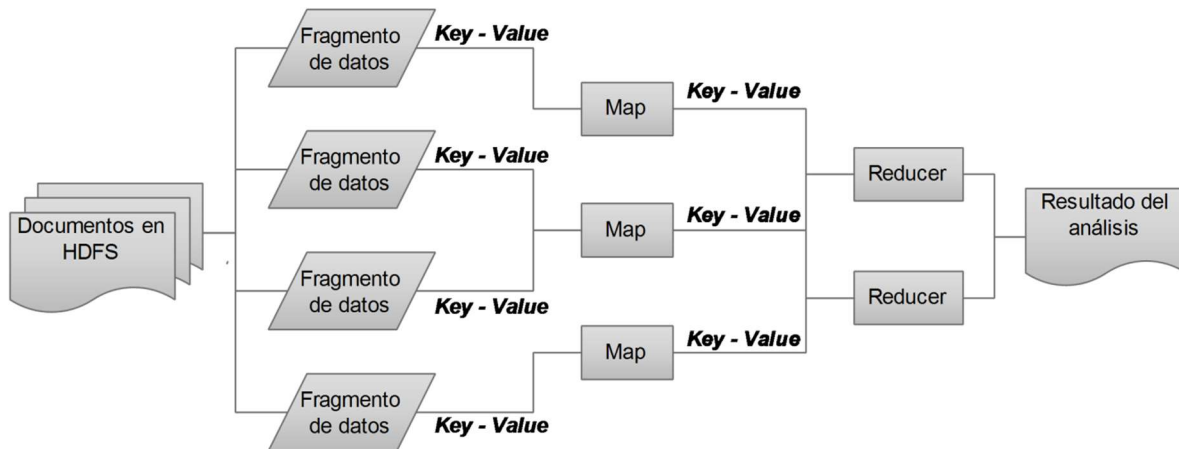 Documentos en
HDFS
Fragmento
de datos
Key - Value
Fragmento
de datos
Key - Value
Fragmento
de datos
Key - Value
Fragmento
de datos
Key - Value
Map
Key - Value
Map
Key - Value
Map
Key - Value
Reducer
Reducer
Resultado del
análisis